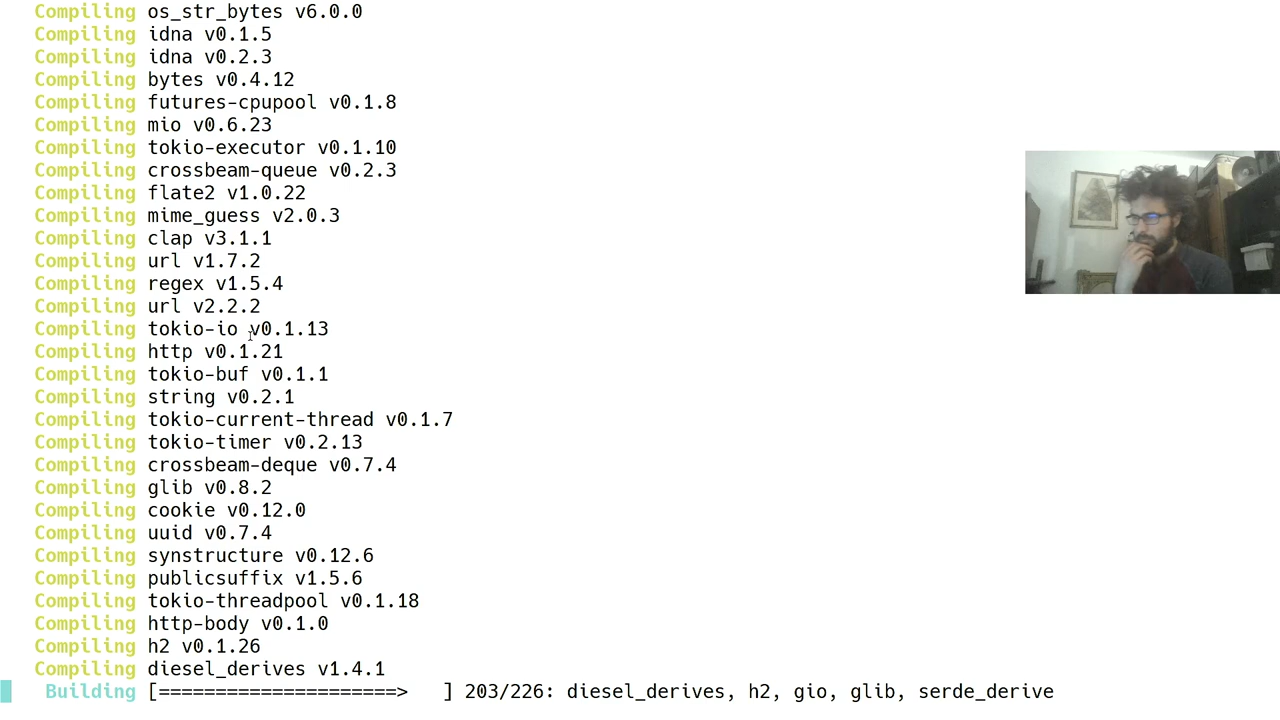 Compiling os_str_bytes v6.0.0
Compiling idna v0.1.5
Compiling idna v0.2.3
Compiling bytes v0.4.12
Compiling futures-cpupool v0.1.8
Compiling mio v0.6.23
Compiling tokio-executor v0.1.10
Compiling crossbeam-queue v0.2.3
Compiling flate2 v1.0.22
Compiling mime_guess v2.0.3
Compiling clap v3.1.1
Compiling url v1.7.2
Compiling regex v1.5.4
Compiling url v2.2.2
Compiling tokio-io v0.1.13
Compiling http v0.1.21
Compiling tokio-buf v0.1.1
Compiling string v0.2.1
Compiling tokio-current-thread v0.1.7
Compiling tokio-timer v0.2.13
Compiling crossbeam-deque v0.7.4
Compiling glib v0.8.2
Compiling cookie v0.12.0
Compiling uuid v0.7.4
Compiling synstructure v0.12.6
Compiling publicsuffix v1.5.6
Compiling tokio-threadpool v0.1.18
Compiling http-body v0.1.0
Compiling h2 v0.1.26
Compiling diesel_derives v1.4.1
Building [=====================>   ] 203/226: diesel_derives, h2, gio, glib, serde_derive